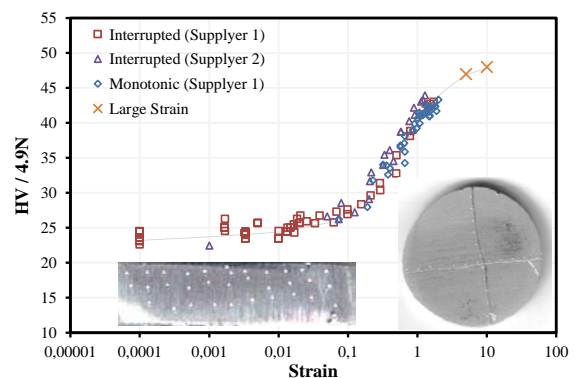 60
55
50
45
40
35
30
25
20
15
10
HV / 4.9N
Interrupted (Supplyer 1)
Interrupted (Supplyer 2)
Monotonic (Supplyer 1)
Large Strain
0,00001 0,0001 0,001 0,01 0,1 1 10 100
Strain